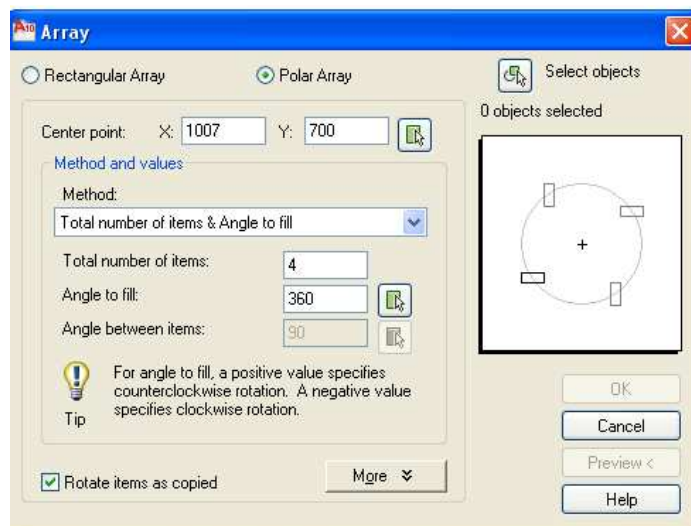 Array
Rectangular Array
Polar Array
Select objects
0 objects selected
Center point: X: 1007 Y: 700
Method and values
Method:
Total number of items & Angle to fill
Total number of items: 4
Angle to fill: 360
Angle between items: 90
Tip
For angle to fill, a positive value specifies
counterclockwise rotation. A negative value
specifies clockwise rotation.
Rotate items as copied
More
OK
Cancel
Preview <
Help